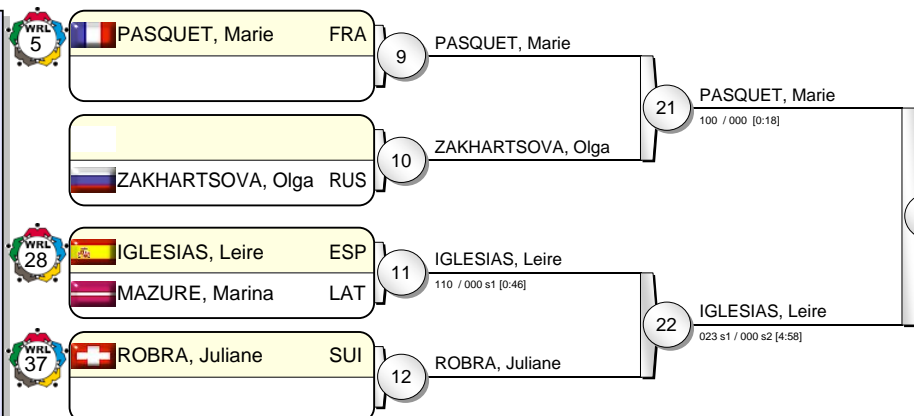 WRL
5
PASQUET, Marie FRA
9
PASQUET, Marie
21
PASQUET, Marie
100 / 000 [0:18]
10
ZAKHARTSOVA, Olga
ZAKHARTSOVA, Olga RUS
WRL
28
IGLESIAS, Leire ESP
MAZURE, Marina LAT
11
IGLESIAS, Leire
110 / 000 s1 [0:46]
22
IGLESIAS, Leire
023 s1 / 000 s2 [4:58]
WRL
37
ROBRA, Juliane SUI
12
ROBRA, Juliane